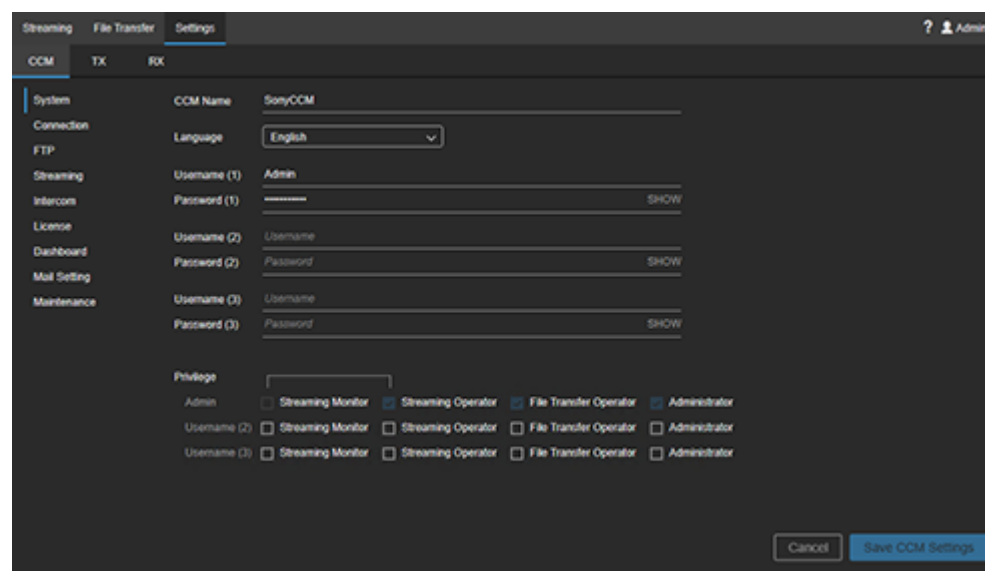 Streaming File Transfer Settings ? Admin
CCM TX RX
System
Connection
FTP
Streaming
Intercom
License
Dashboard
Mail Setting
Maintenance
CCM Name SonyCCM
Language English
Username (1) Admin
Password (1) SHOW
Username (2) Username
Password (2) Password SHOW
Username (3) Username
Password (3) Password SHOW
Privilege
Admin Streaming Monitor Streaming Operator File Transfer Operator Administrator
Username (2) Streaming Monitor Streaming Operator File Transfer Operator Administrator
Username (3) Streaming Monitor Streaming Operator File Transfer Operator Administrator
Cancel Save CCM Settings